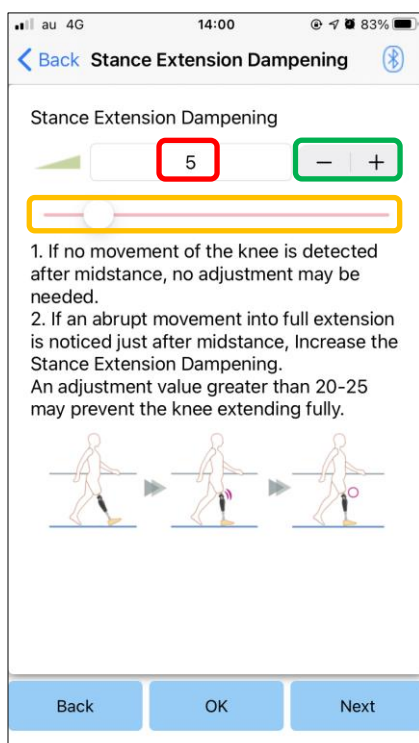 au 4G 14:00 83%
Back Stance Extension Dampening
Stance Extension Dampening
5 − +
1. If no movement of the knee is detected
after midstance, no adjustment may be
needed.
2. If an abrupt movement into full extension
is noticed just after midstance, Increase the
Stance Extension Dampening.
An adjustment value greater than 20-25
may prevent the knee extending fully.
Back OK Next